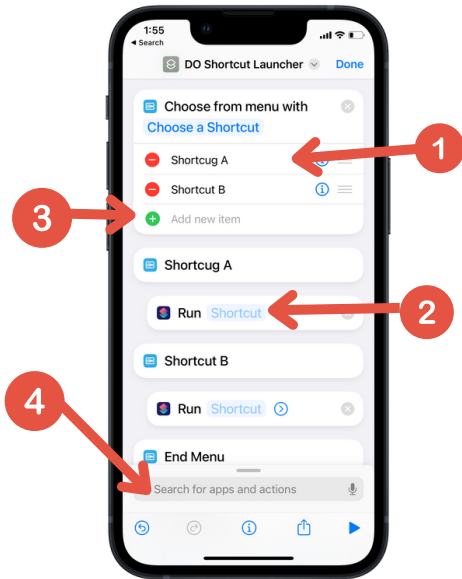 1:55
Search
DO Shortcut Launcher
Done
Choose from menu with
Choose a Shortcut
Shortcug A
1
Shortcut B
3
Add new item
Shortcug A
Run Shortcut
2
Shortcut B
4
Run Shortcut
End Menu
Search for apps and actions